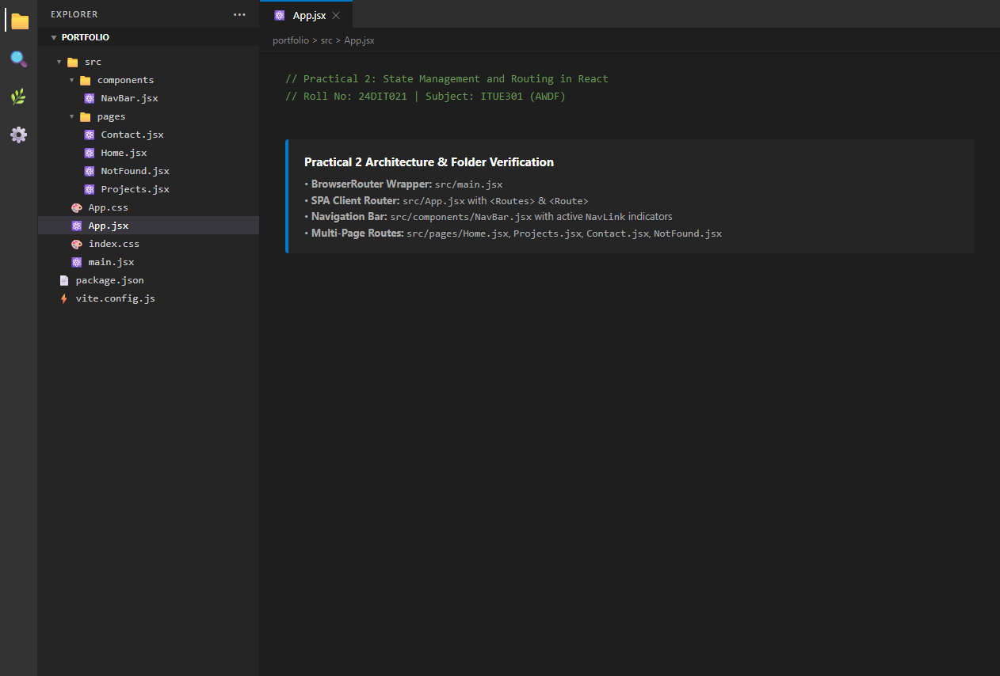 EXPLORER
PORTFOLIO
src
components
NavBar.jsx
pages
Contact.jsx
Home.jsx
NotFound.jsx
Projects.jsx
App.css
App.jsx
index.css
main.jsx
package.json
vite.config.js
App.jsx
portfolio > src > App.jsx
// Practical 2: State Management and Routing in React
// Roll No: 24DIT021 | Subject: ITUE301 (AWDF)
Practical 2 Architecture & Folder Verification
• BrowserRouter Wrapper: src/main.jsx
• SPA Client Router: src/App.jsx with <Routes> & <Route>
• Navigation Bar: src/components/NavBar.jsx with active NavLink indicators
• Multi-Page Routes: src/pages/Home.jsx, Projects.jsx, Contact.jsx, NotFound.jsx